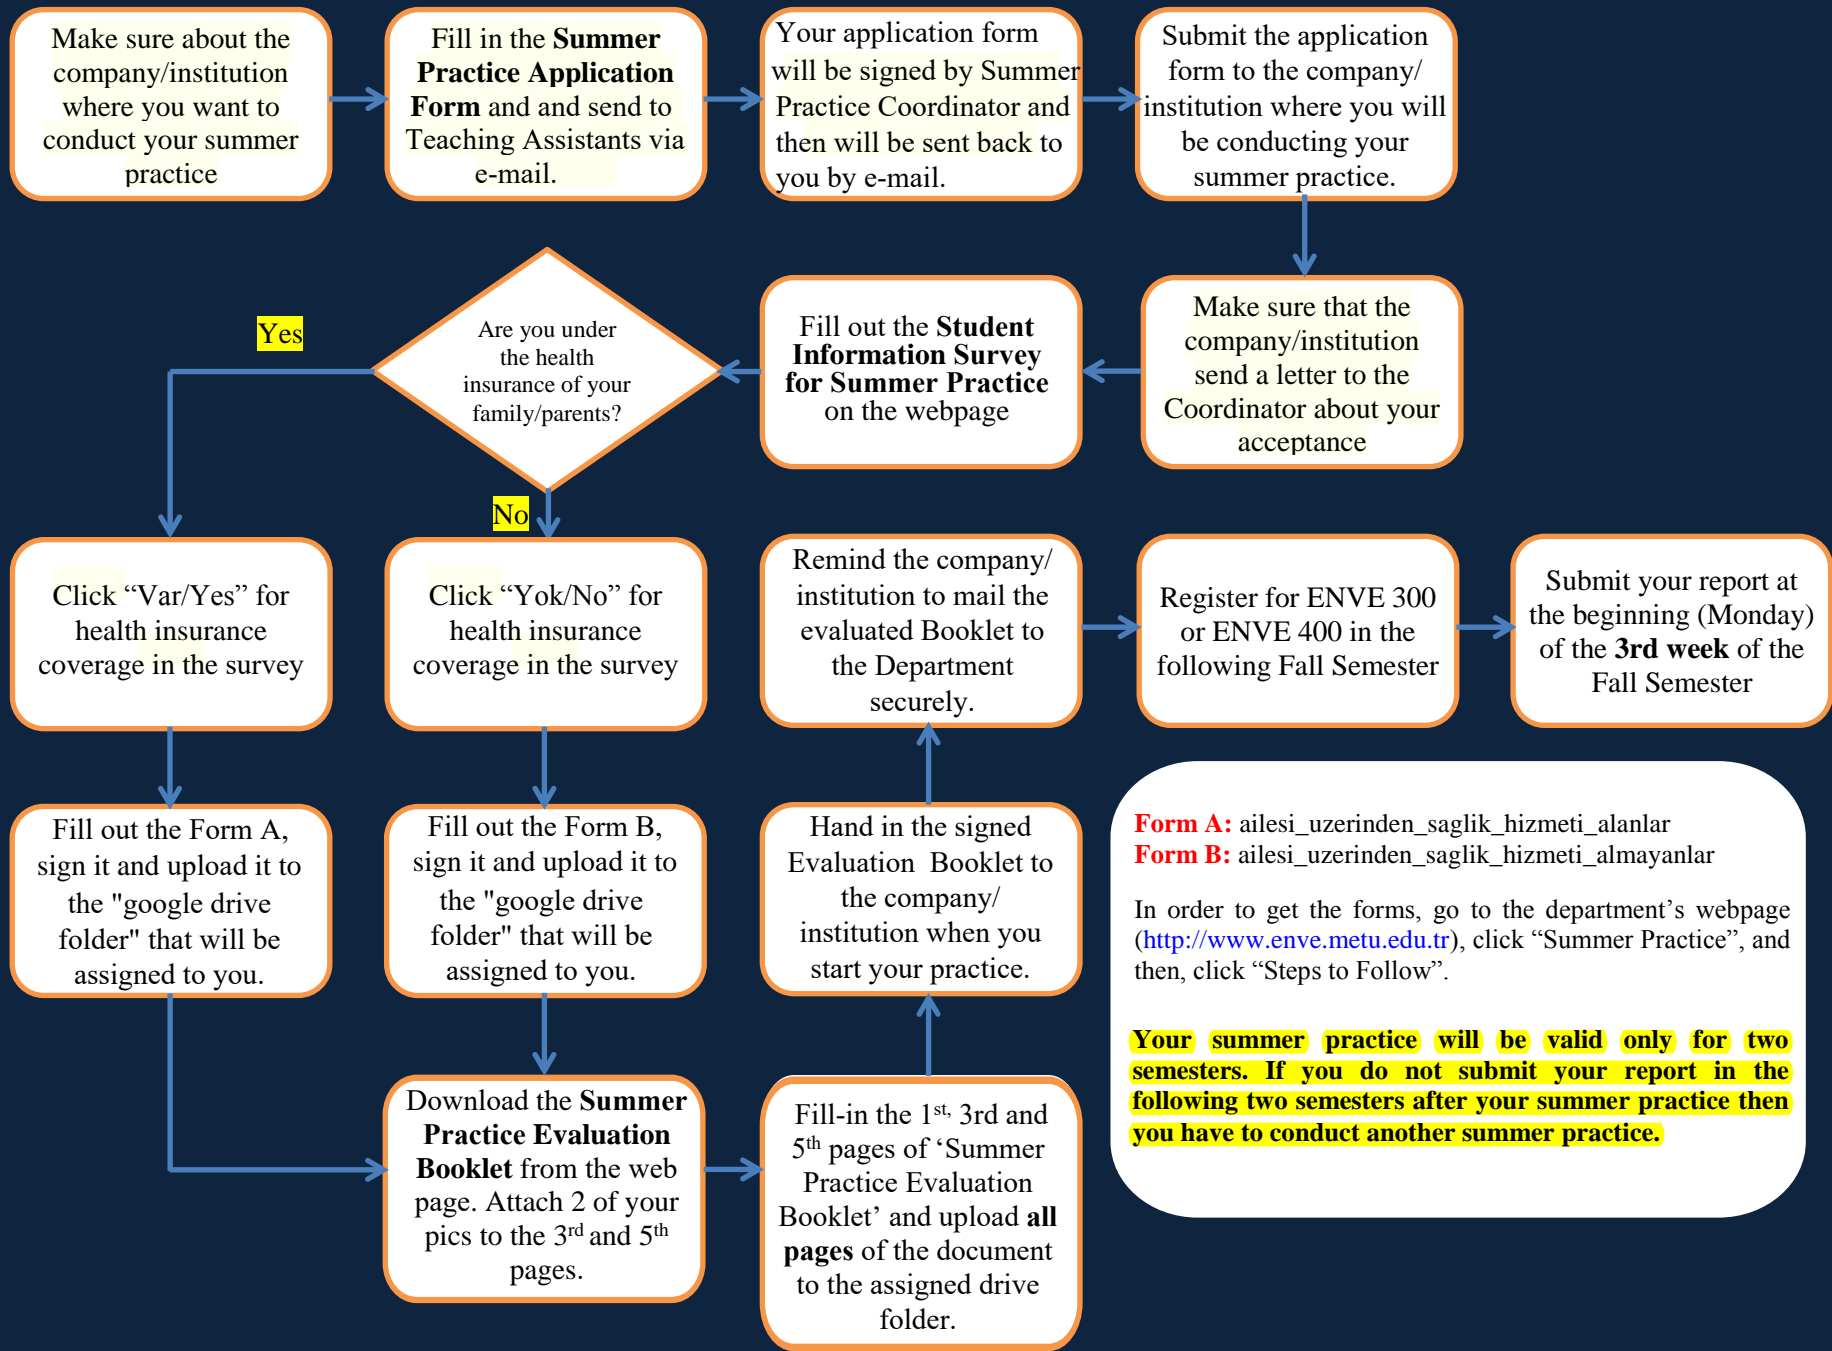 Make sure about the
company/institution
where you want to
conduct your summer
practice
Fill in the Summer
Practice Application
Form and and send to
Teaching Assistants via
e-mail.
Your application form
will be signed by Summer
Practice Coordinator and
then will be sent back to
you by e-mail.
Submit the application
form to the company/
institution where you will
be conducting your
summer practice.
Make sure that the
company/institution
send a letter to the
Coordinator about your
acceptance
Fill out the Student
Information Survey
for Summer Practice
on the webpage
Are you under
the health
insurance of your
family/parents?
Yes
No
Click “Var/Yes” for
health insurance
coverage in the survey
Click “Yok/No” for
health insurance
coverage in the survey
Fill out the Form A,
sign it and upload it to
the "google drive
folder" that will be
assigned to you.
Fill out the Form B,
sign it and upload it to
the "google drive
folder" that will be
assigned to you.
Download the Summer
Practice Evaluation
Booklet from the web
page. Attach 2 of your
pics to the 3rd and 5th
pages.
Fill-in the 1st, 3rd and
5th pages of ‘Summer
Practice Evaluation
Booklet’ and upload all
pages of the document
to the assigned drive
folder.
Hand in the signed
Evaluation Booklet to
the company/
institution when you
start your practice.
Remind the company/
institution to mail the
evaluated Booklet to
the Department
securely.
Register for ENVE 300
or ENVE 400 in the
following Fall Semester
Submit your report at
the beginning (Monday)
of the 3rd week of the
Fall Semester
Form A: ailesi_uzerinden_saglik_hizmeti_alanlar
Form B: ailesi_uzerinden_saglik_hizmeti_almayanlar
In order to get the forms, go to the department’s webpage
(http://www.enve.metu.edu.tr), click “Summer Practice”, and
then, click “Steps to Follow”.
Your summer practice will be valid only for two
semesters. If you do not submit your report in the
following two semesters after your summer practice then
you have to conduct another summer practice.